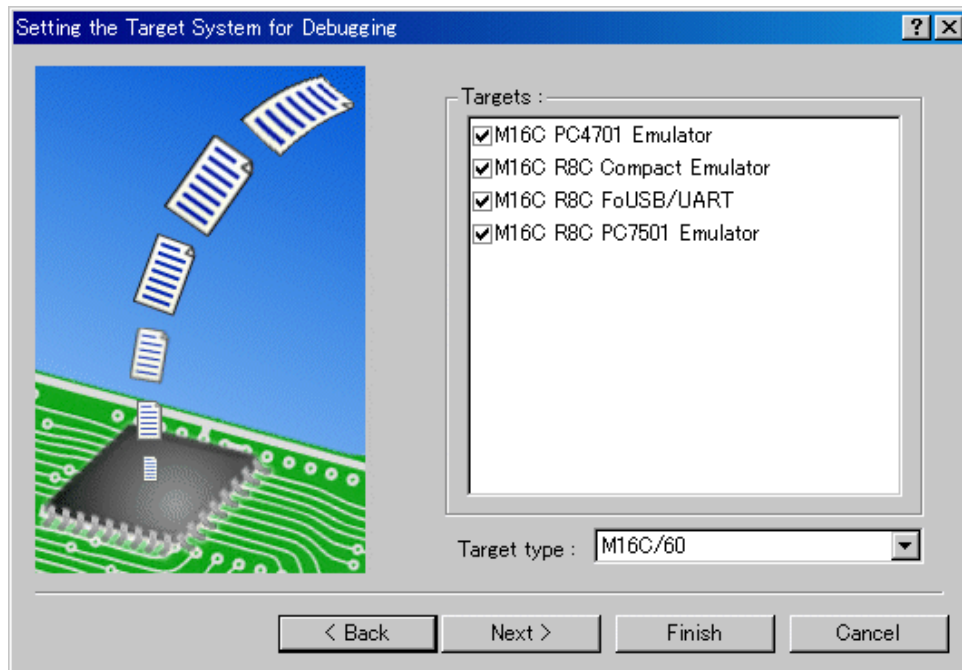 Setting the Target System for Debugging
Targets :
M16C PC4701 Emulator
M16C R8C Compact Emulator
M16C R8C FoUSB/UART
M16C R8C PC7501 Emulator
Target type : M16C/60
< Back Next > Finish Cancel